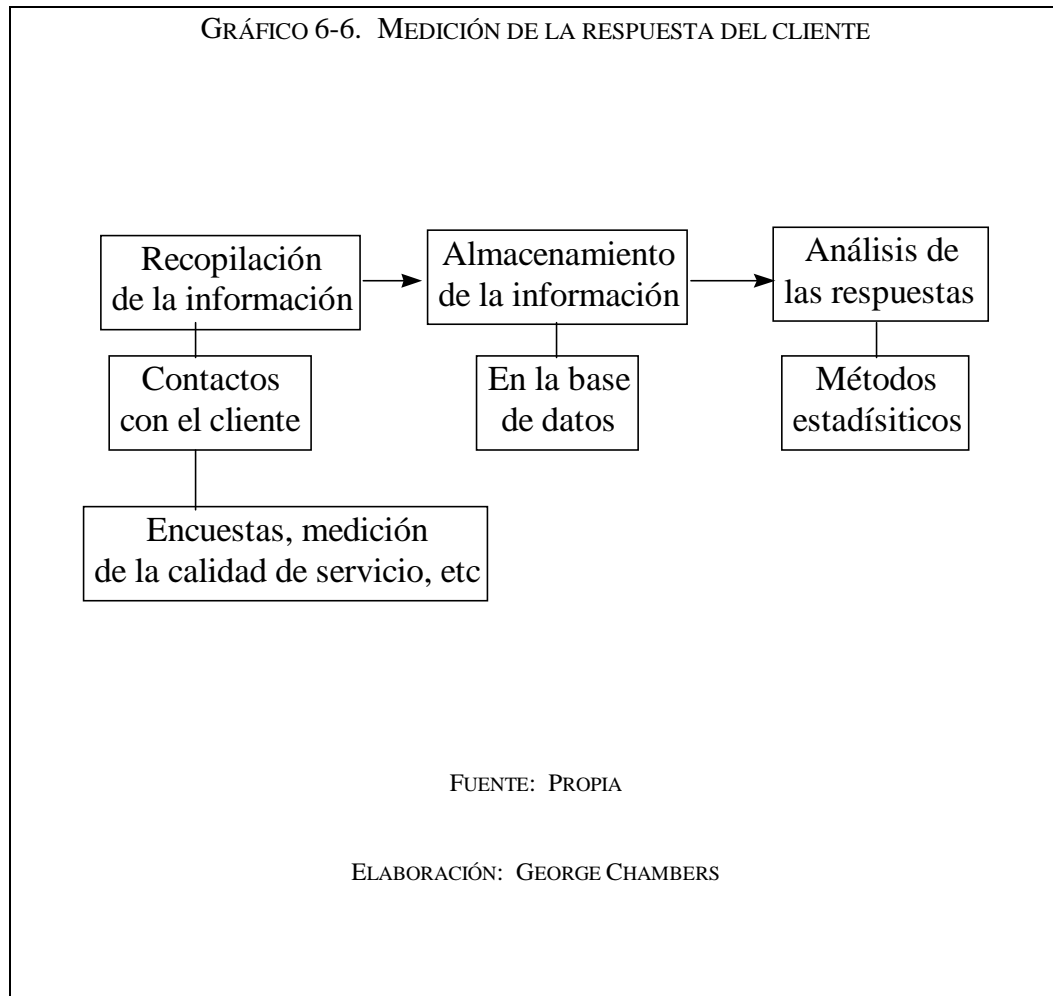 GRÁFICO 6-6. MEDICIÓN DE LA RESPUESTA DEL CLIENTE
Recopilación
de la información
Almacenamiento
de la información
Análisis de
las respuestas
Contactos
con el cliente
En la base
de datos
Métodos
estadísiticos
Encuestas, medición
de la calidad de servicio, etc
FUENTE: PROPIA
ELABORACIÓN: GEORGE CHAMBERS